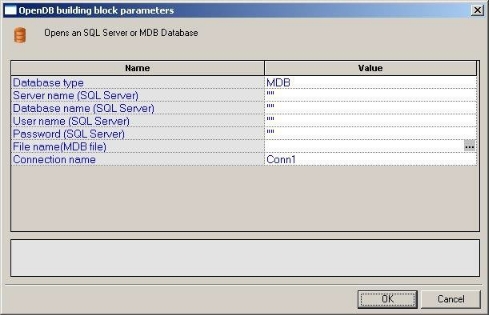 OpenDB building block parameters
Opens an SQL Server or MDB Database
Name Value
Database type MDB
Server name (SQL Server) ""
Database name (SQL Server) ""
User name (SQL Server) ""
Password (SQL Server) ""
File name(MDB file) ...
Connection name Conn1
OK Cancel